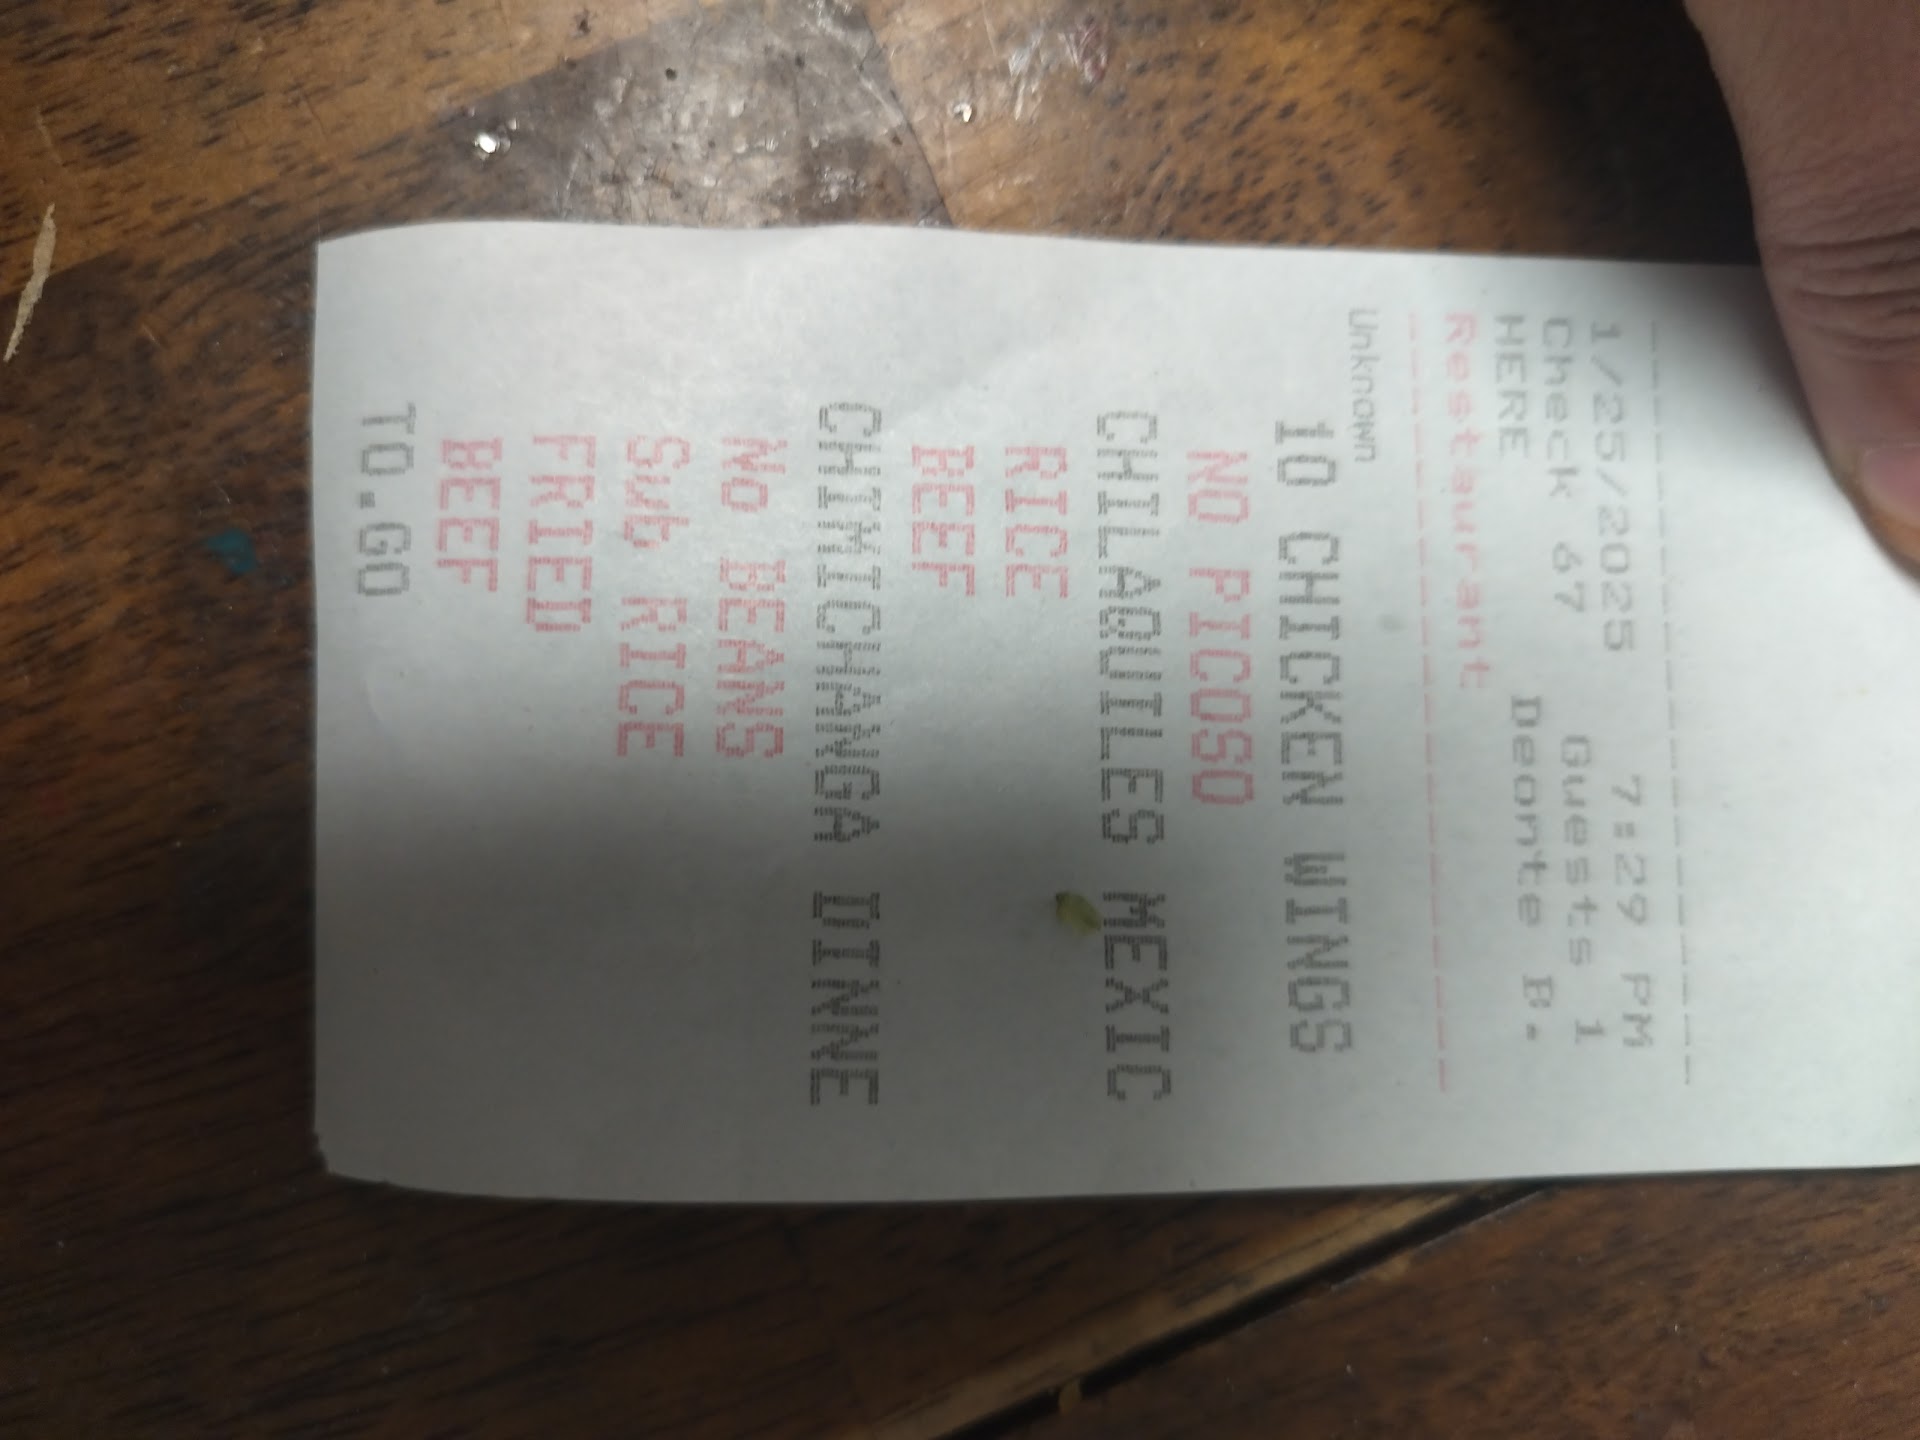 1/25/2025 7:29 PM
Check 67 Guests 1
HERE Deonte B.
Restaurant
Unknown
10 CHICKEN WINGS
NO PICOSO
CHILAQUILES MEXIC
RICE
BEEF
CHIMICHANGA DINNE
No BEANS
Sub RICE
FRIED
BEEF
TO.GO